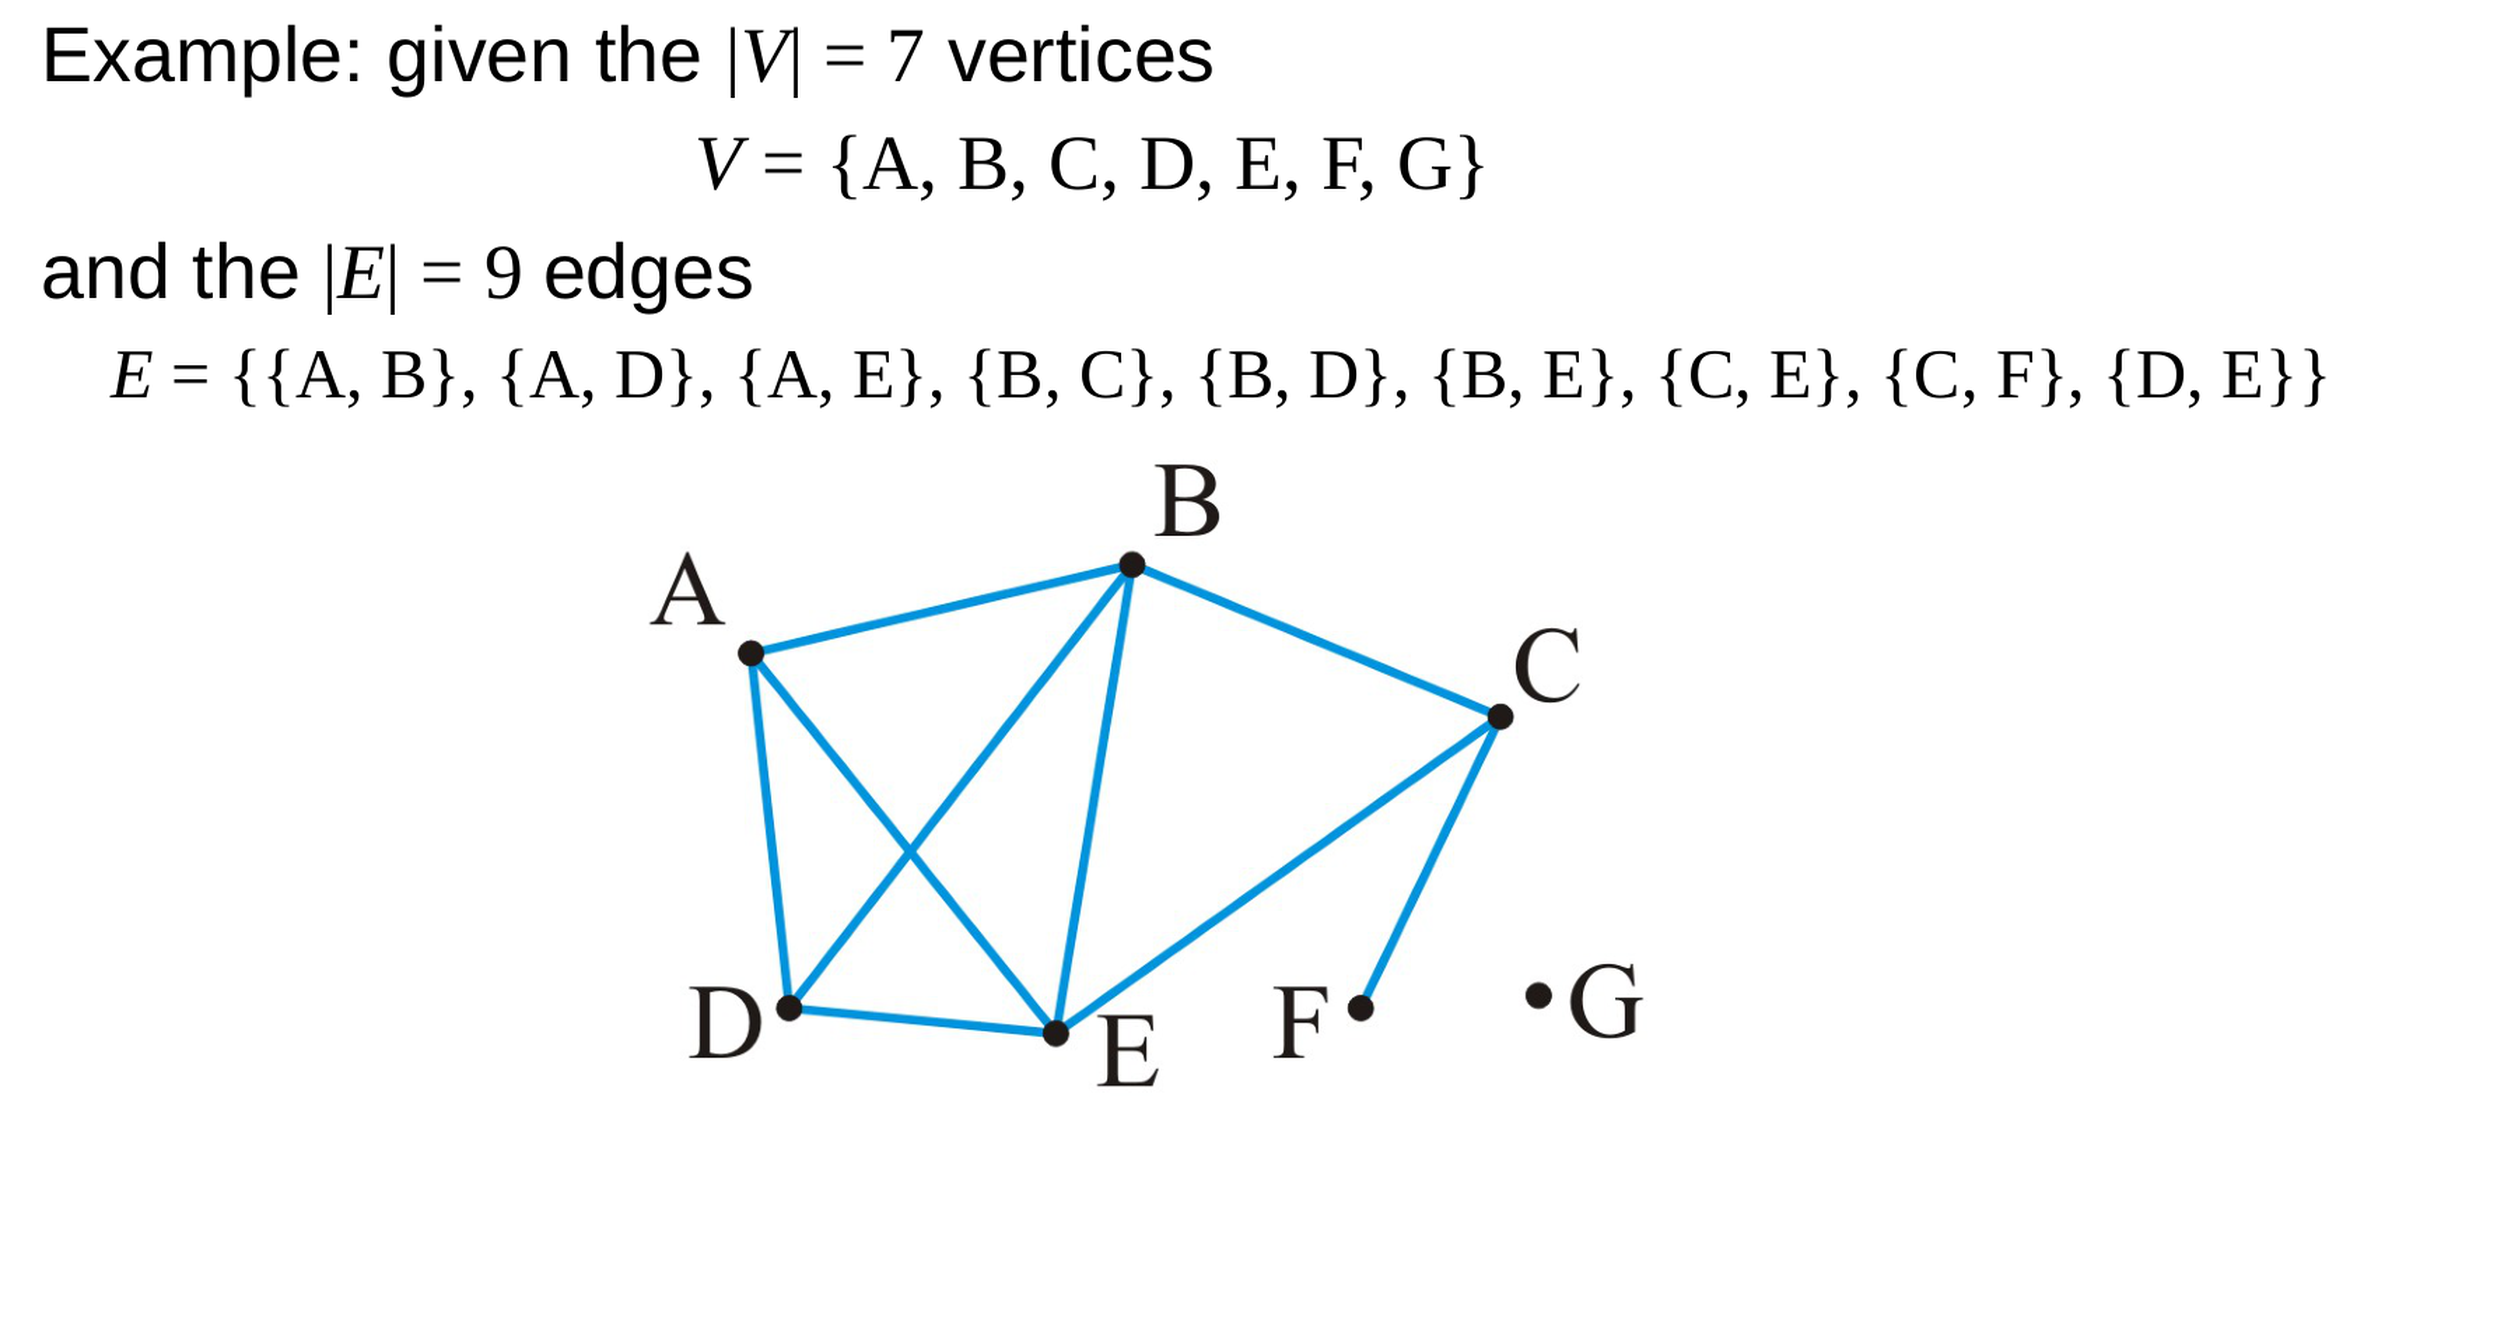 Example: given the |V| = 7 vertices
V = {A, B, C, D, E, F, G}
and the |E| = 9 edges
E = {{A, B}, {A, D}, {A, E}, {B, C}, {B, D}, {B, E}, {C, E}, {C, F}, {D, E}}
B
A
C
D
E
F
G